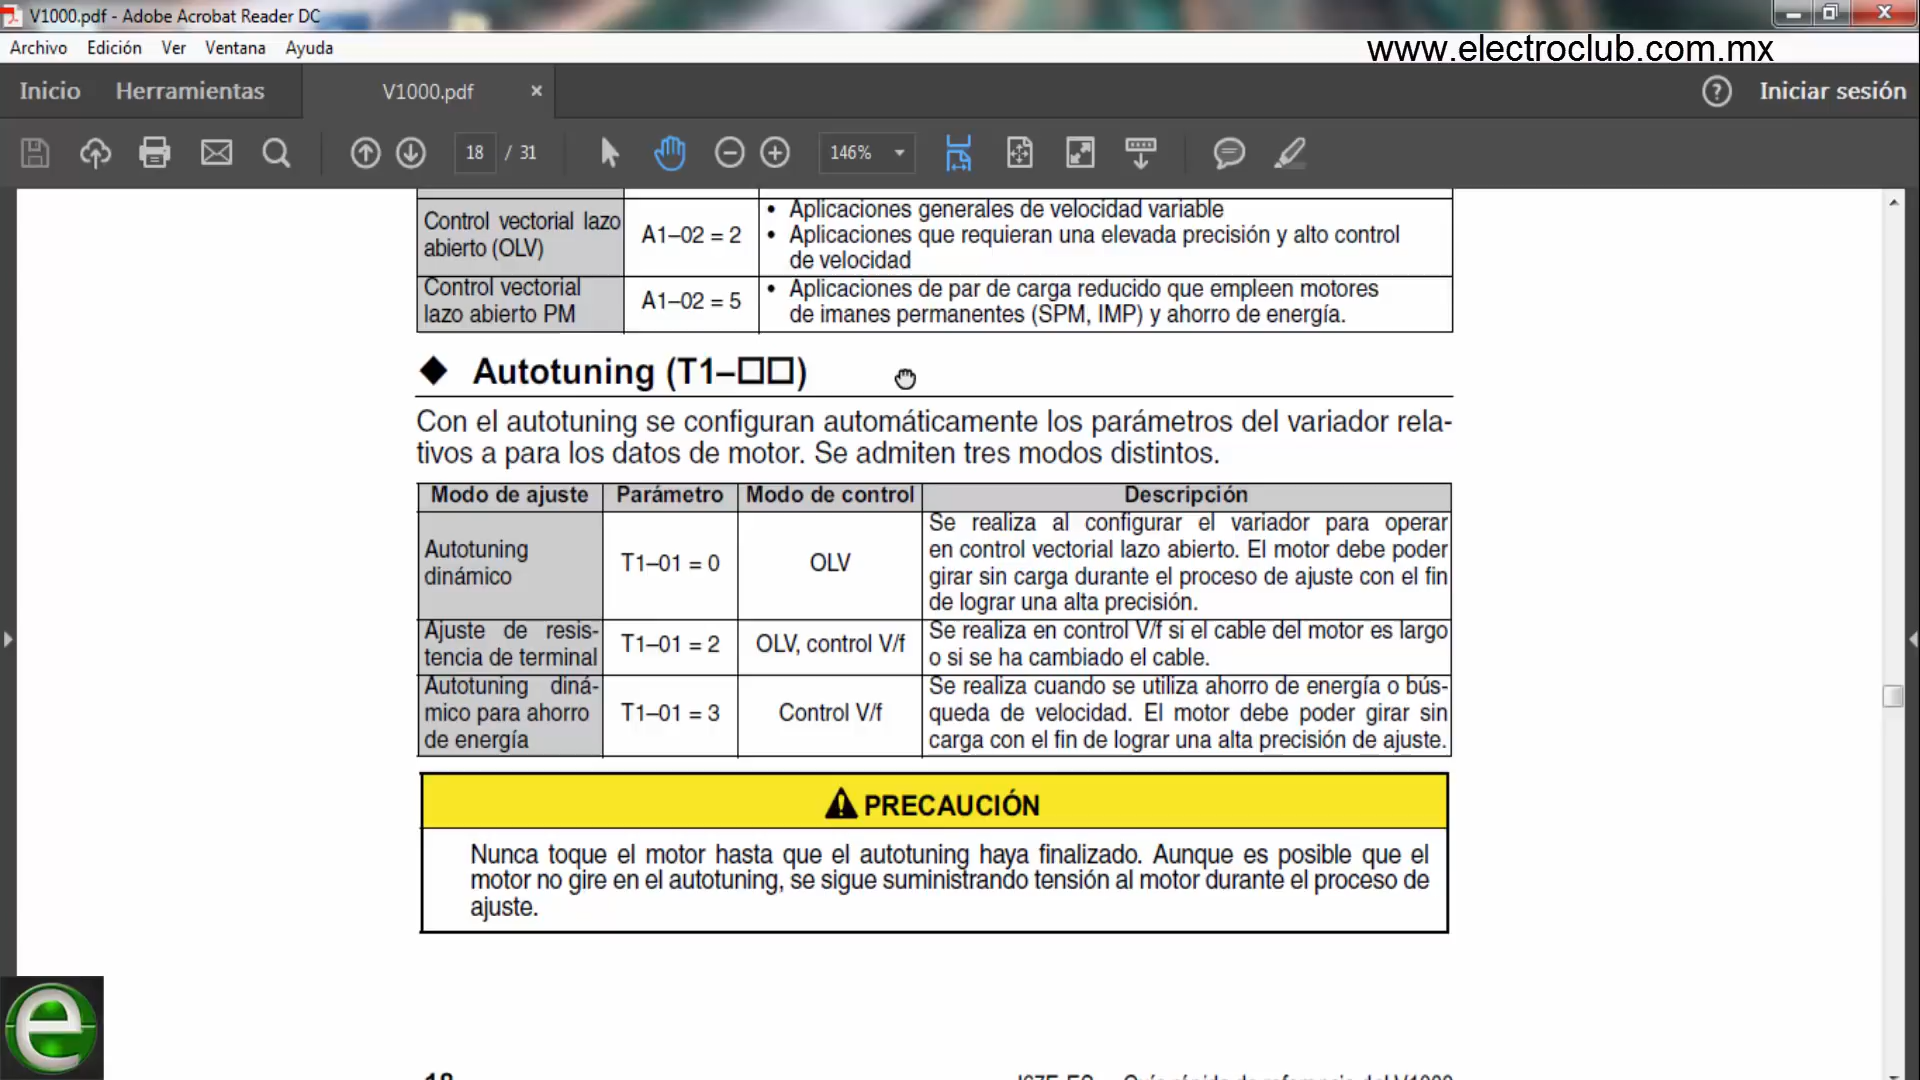 V1000.pdf - Adobe Acrobat Reader DC
Archivo Edición Ver Ventana Ayuda
www.electroclub.com.mx
Inicio Herramientas V1000.pdf × ? Iniciar sesión
18 / 31 146%
Control vectorial lazo
abierto (OLV)
A1–02 = 2
• Aplicaciones generales de velocidad variable
• Aplicaciones que requieran una elevada precisión y alto control
de velocidad
Control vectorial
lazo abierto PM
A1–02 = 5
• Aplicaciones de par de carga reducido que empleen motores
de imanes permanentes (SPM, IMP) y ahorro de energía.
◆ Autotuning (T1–□□)
Con el autotuning se configuran automáticamente los parámetros del variador rela-
tivos a para los datos de motor. Se admiten tres modos distintos.
Modo de ajuste Parámetro Modo de control Descripción
Autotuning
dinámico
T1–01 = 0
OLV
Se realiza al configurar el variador para operar
en control vectorial lazo abierto. El motor debe poder
girar sin carga durante el proceso de ajuste con el fin
de lograr una alta precisión.
Ajuste de resis-
tencia de terminal
T1–01 = 2
OLV, control V/f
Se realiza en control V/f si el cable del motor es largo
o si se ha cambiado el cable.
Autotuning diná-
mico para ahorro
de energía
T1–01 = 3
Control V/f
Se realiza cuando se utiliza ahorro de energía o bús-
queda de velocidad. El motor debe poder girar sin
carga con el fin de lograr una alta precisión de ajuste.
PRECAUCIÓN
Nunca toque el motor hasta que el autotuning haya finalizado. Aunque es posible que el
motor no gire en el autotuning, se sigue suministrando tensión al motor durante el proceso de
ajuste.
e